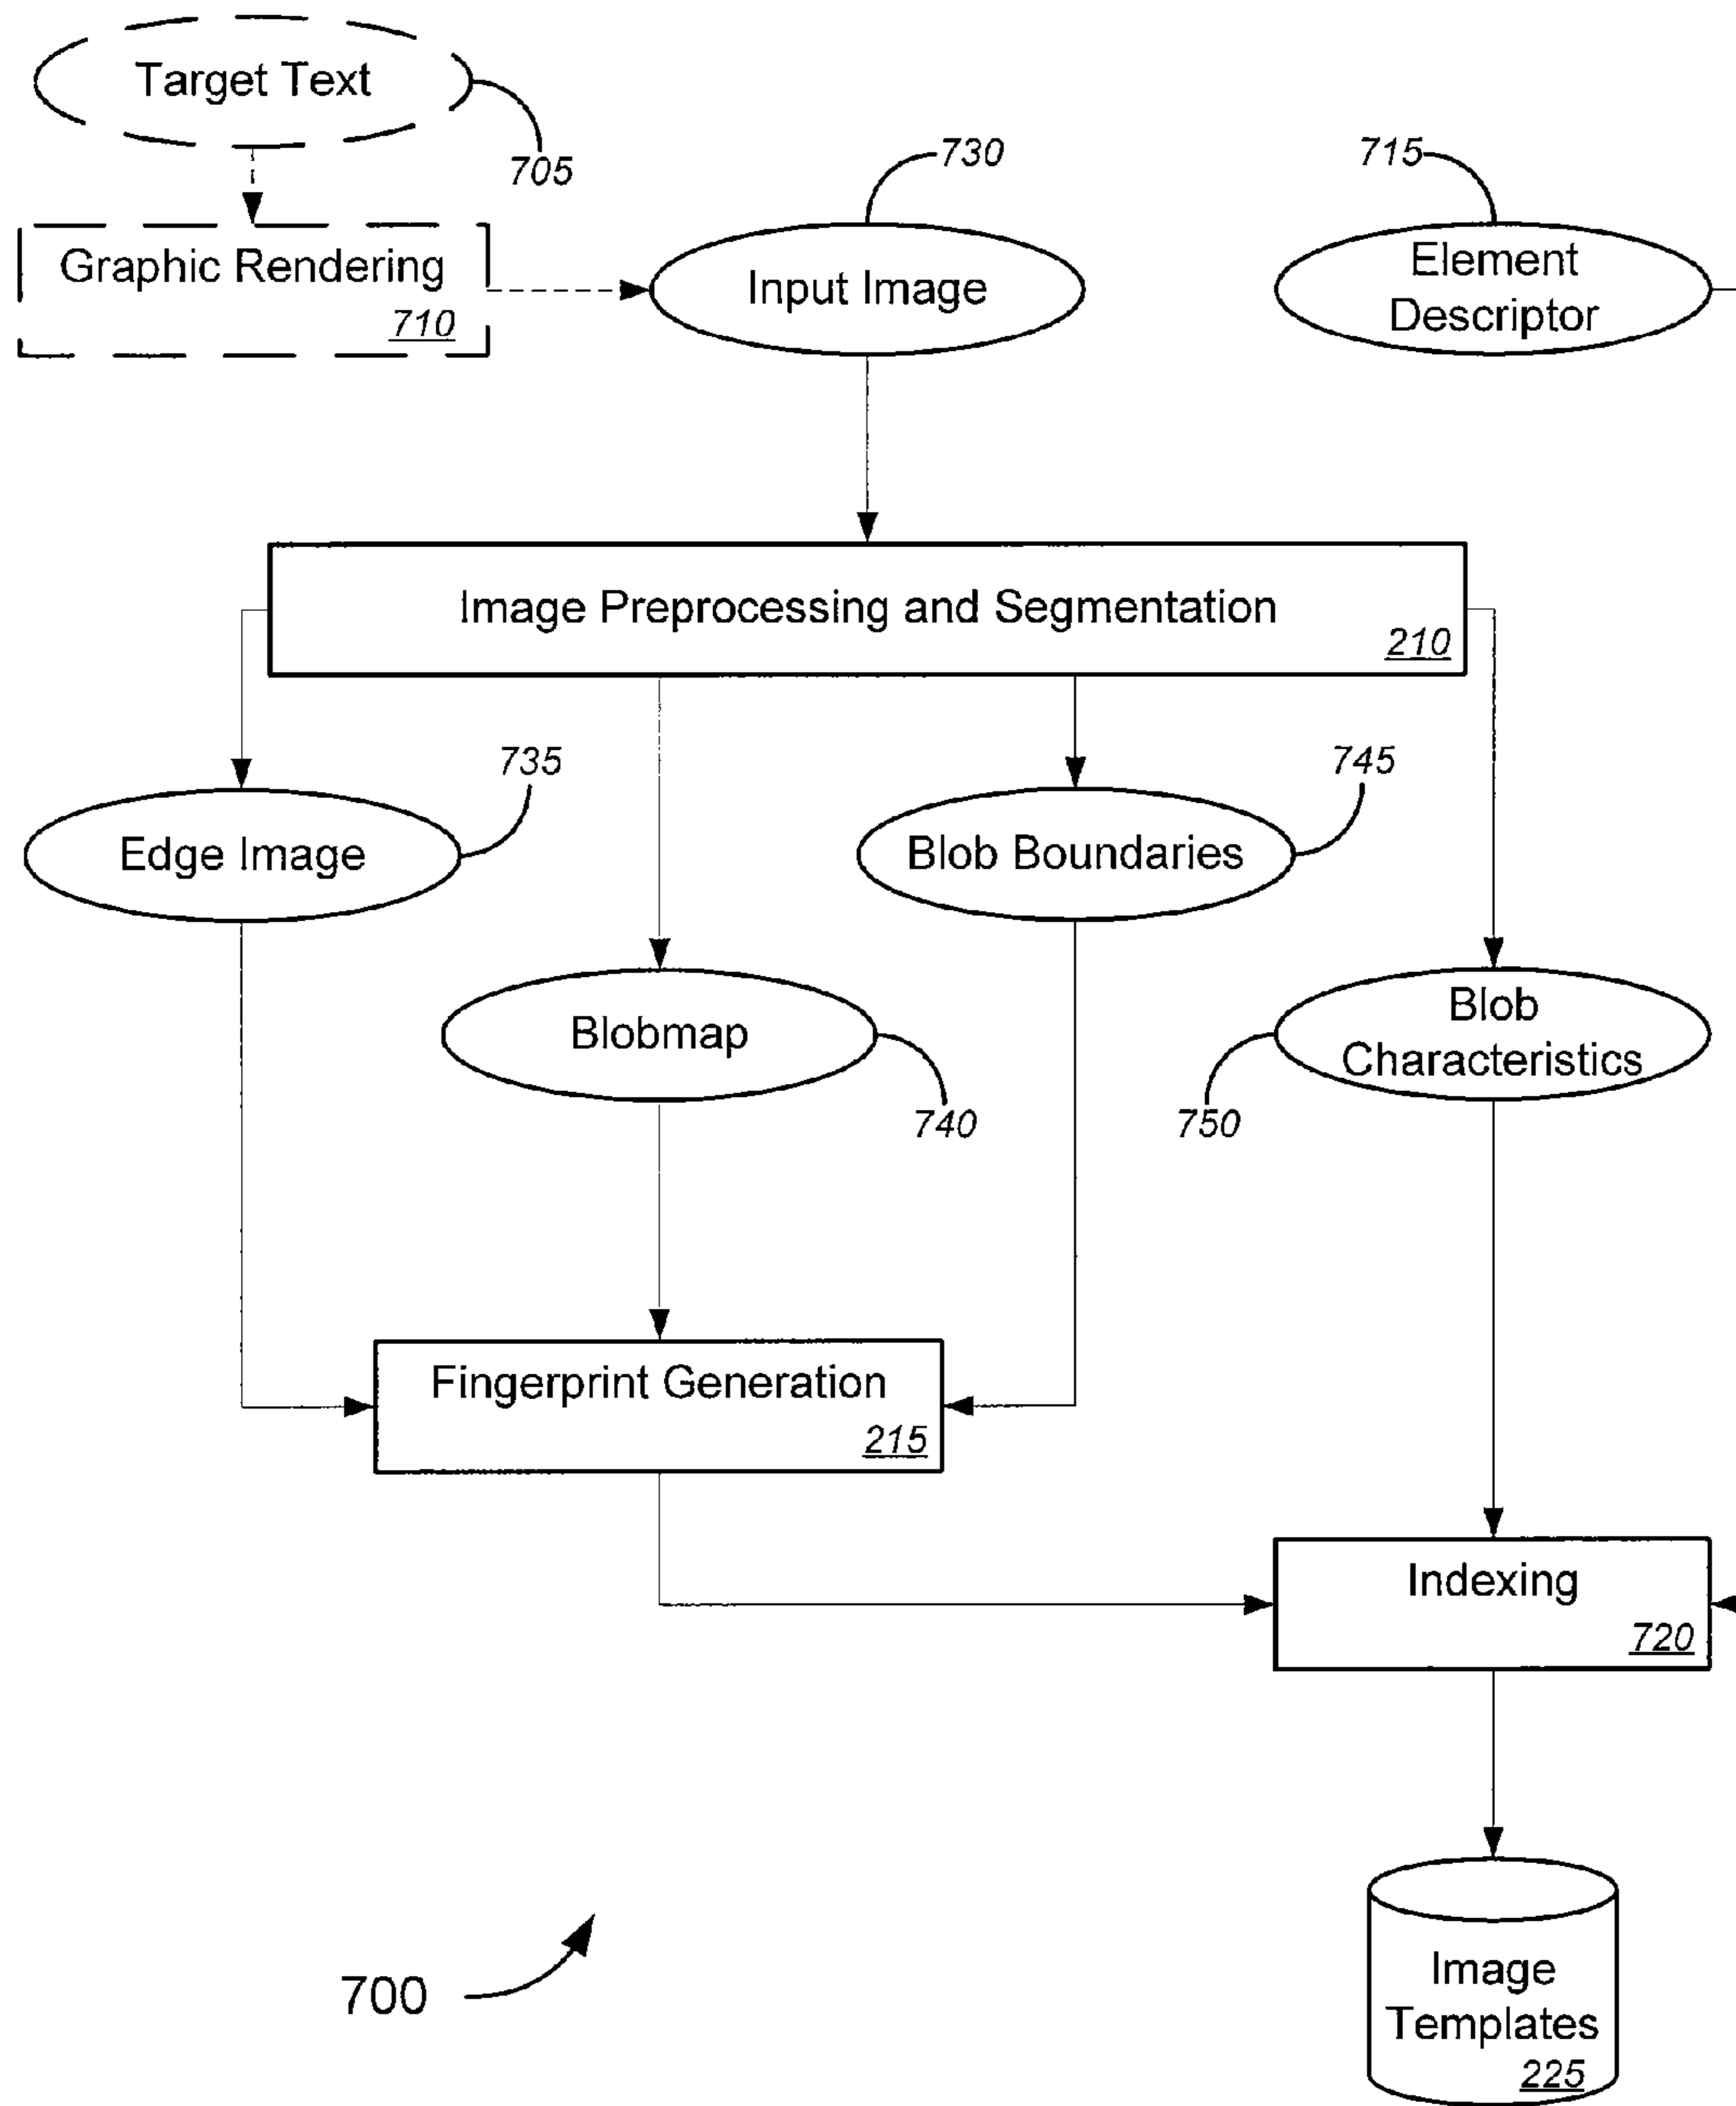 Target Text
705
Graphic Rendering
710
730
Input Image
715
Element
Descriptor
Image Preprocessing and Segmentation
210
735
Edge Image
745
Blob Boundaries
Blobmap
740
Blob
Characteristics
750
Fingerprint Generation
215
Indexing
720
700
Image
Templates
225